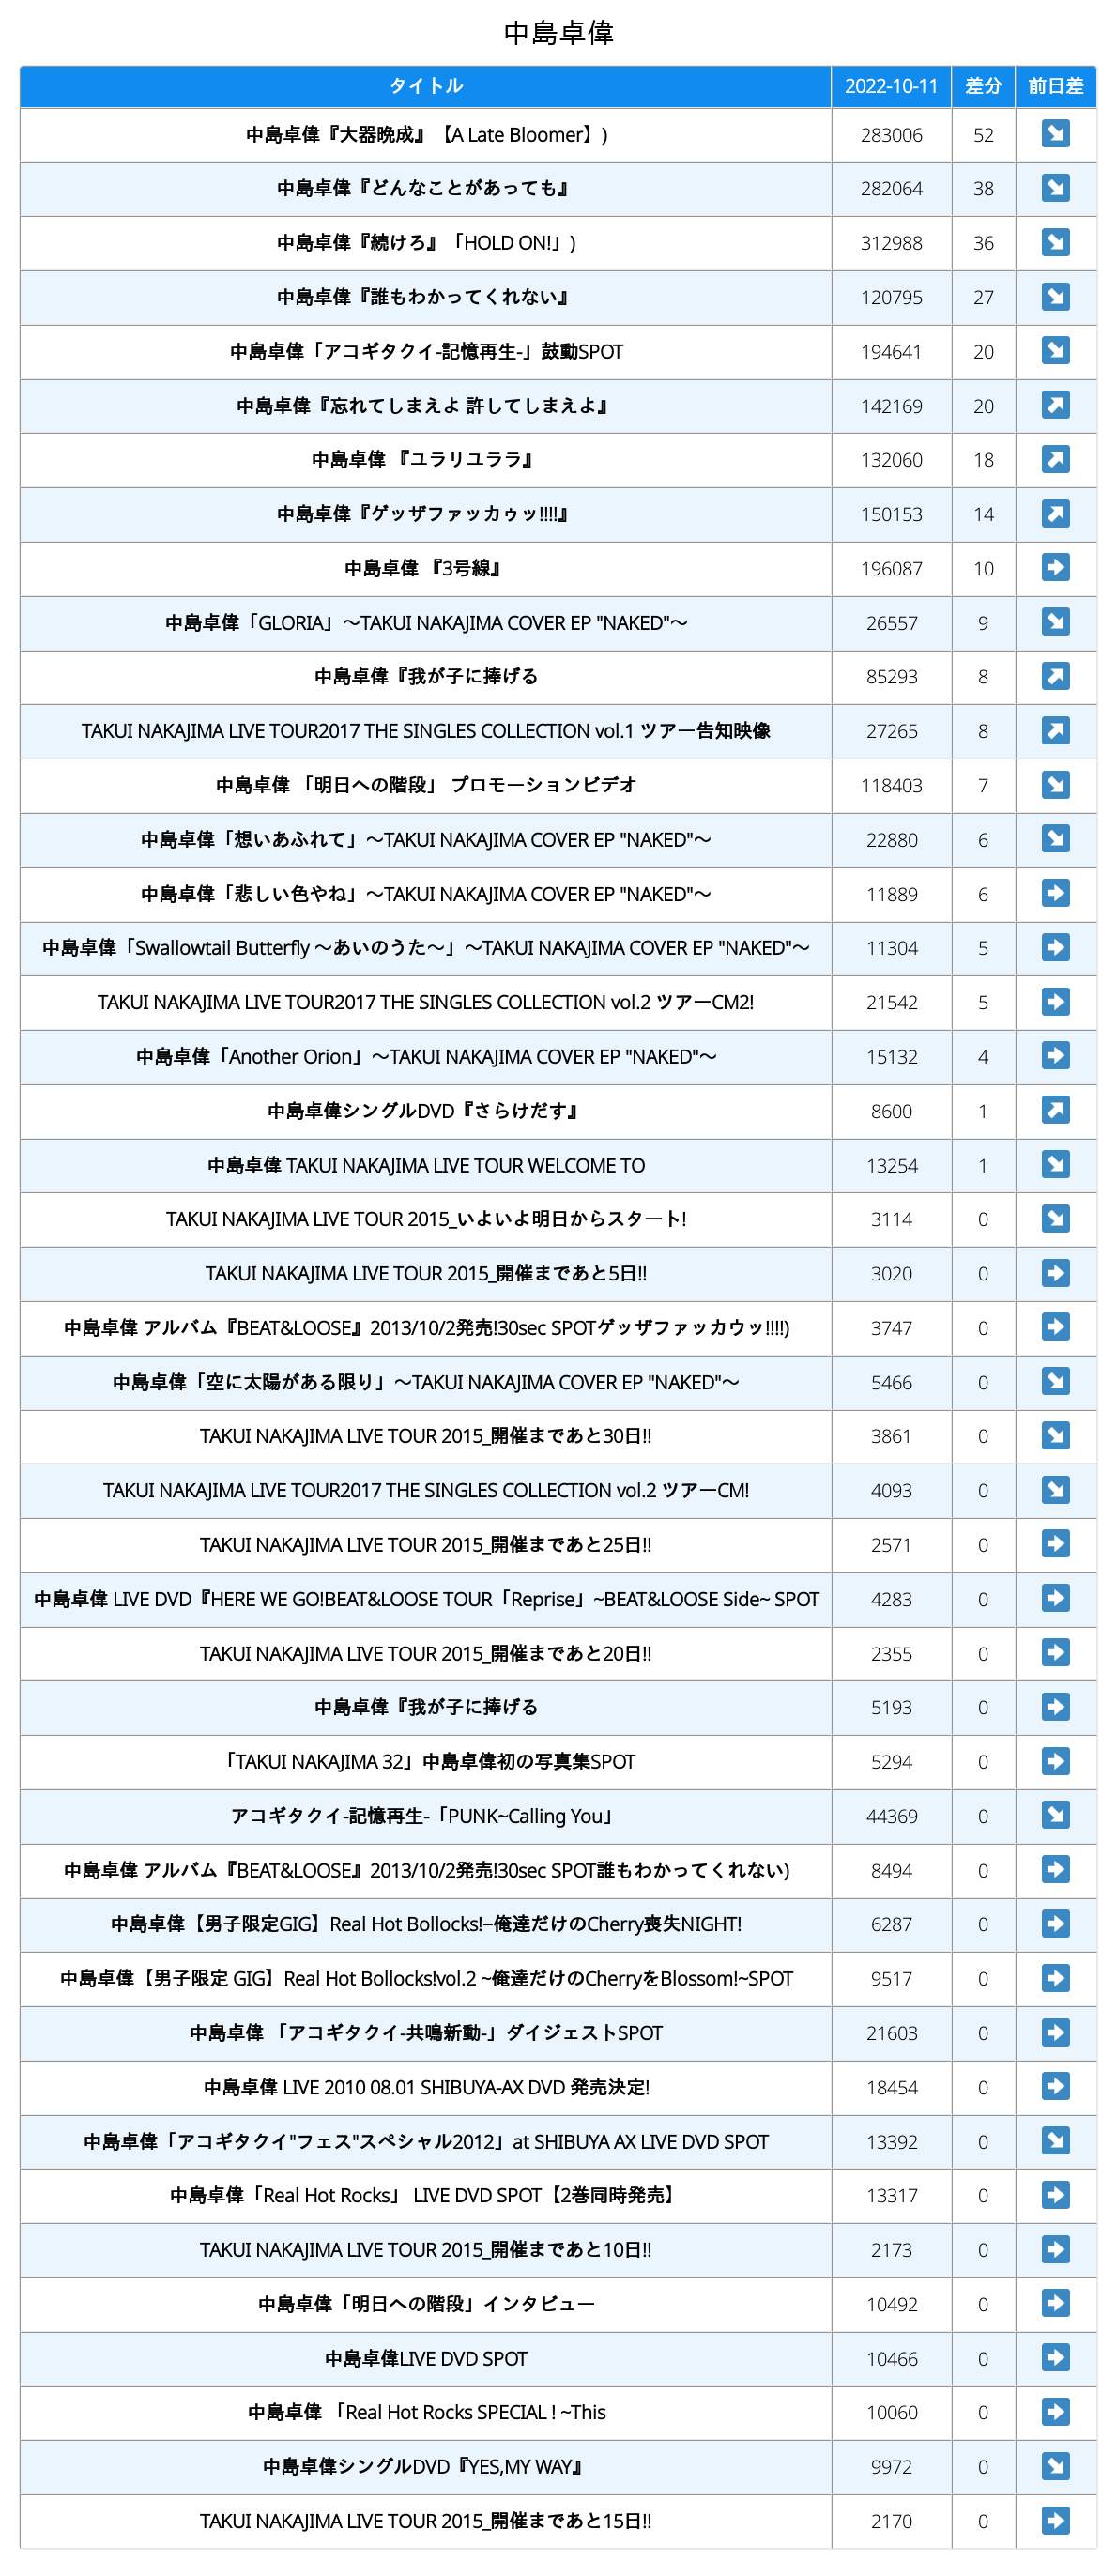 中島卓偉
タイトル 2022-10-11 差分 前日差
中島卓偉『大器晩成』【A Late Bloomer】) 283006 52 ↘
中島卓偉『どんなことがあっても』 282064 38 ↘
中島卓偉『続けろ』「HOLD ON!」) 312988 36 ↘
中島卓偉『誰もわかってくれない』 120795 27 ↘
中島卓偉「アコギタクイ-記憶再生-」鼓動SPOT 194641 20 ↘
中島卓偉『忘れてしまえよ 許してしまえよ』 142169 20 ↗
中島卓偉 『ユラリユララ』 132060 18 ↗
中島卓偉『ゲッザファッカゥッ!!!!』 150153 14 ↗
中島卓偉 『3号線』 196087 10 ➡
中島卓偉「GLORIA」〜TAKUI NAKAJIMA COVER EP "NAKED"〜 26557 9 ↘
中島卓偉『我が子に捧げる 85293 8 ↗
TAKUI NAKAJIMA LIVE TOUR2017 THE SINGLES COLLECTION vol.1 ツアー告知映像 27265 8 ↗
中島卓偉 「明日への階段」 プロモーションビデオ 118403 7 ↘
中島卓偉「想いあふれて」〜TAKUI NAKAJIMA COVER EP "NAKED"〜 22880 6 ↘
中島卓偉「悲しい色やね」〜TAKUI NAKAJIMA COVER EP "NAKED"〜 11889 6 ➡
中島卓偉「Swallowtail Butterfly 〜あいのうた〜」〜TAKUI NAKAJIMA COVER EP "NAKED"〜 11304 5 ➡
TAKUI NAKAJIMA LIVE TOUR2017 THE SINGLES COLLECTION vol.2 ツアーCM2! 21542 5 ➡
中島卓偉「Another Orion」〜TAKUI NAKAJIMA COVER EP "NAKED"〜 15132 4 ➡
中島卓偉シングルDVD『さらけだす』 8600 1 ↗
中島卓偉 TAKUI NAKAJIMA LIVE TOUR WELCOME TO 13254 1 ↘
TAKUI NAKAJIMA LIVE TOUR 2015_いよいよ明日からスタート! 3114 0 ↘
TAKUI NAKAJIMA LIVE TOUR 2015_開催まであと5日!! 3020 0 ➡
中島卓偉 アルバム『BEAT&LOOSE』2013/10/2発売!30sec SPOTゲッザファッカウッ!!!!) 3747 0 ➡
中島卓偉「空に太陽がある限り」〜TAKUI NAKAJIMA COVER EP "NAKED"〜 5466 0 ↘
TAKUI NAKAJIMA LIVE TOUR 2015_開催まであと30日!! 3861 0 ↘
TAKUI NAKAJIMA LIVE TOUR2017 THE SINGLES COLLECTION vol.2 ツアーCM! 4093 0 ↘
TAKUI NAKAJIMA LIVE TOUR 2015_開催まであと25日!! 2571 0 ➡
中島卓偉 LIVE DVD『HERE WE GO!BEAT&LOOSE TOUR「Reprise」~BEAT&LOOSE Side~ SPOT 4283 0 ➡
TAKUI NAKAJIMA LIVE TOUR 2015_開催まであと20日!! 2355 0 ➡
中島卓偉『我が子に捧げる 5193 0 ➡
「TAKUI NAKAJIMA 32」中島卓偉初の写真集SPOT 5294 0 ➡
アコギタクイ-記憶再生-「PUNK~Calling You」 44369 0 ↘
中島卓偉 アルバム『BEAT&LOOSE』2013/10/2発売!30sec SPOT誰もわかってくれない) 8494 0 ➡
中島卓偉【男子限定GIG】Real Hot Bollocks!−俺達だけのCherry喪失NIGHT! 6287 0 ➡
中島卓偉【男子限定 GIG】Real Hot Bollocks!vol.2 ~俺達だけのCherryをBlossom!~SPOT 9517 0 ➡
中島卓偉 「アコギタクイ-共鳴新動-」ダイジェストSPOT 21603 0 ➡
中島卓偉 LIVE 2010 08.01 SHIBUYA-AX DVD 発売決定! 18454 0 ➡
中島卓偉「アコギタクイ"フェス"スペシャル2012」at SHIBUYA AX LIVE DVD SPOT 13392 0 ↘
中島卓偉「Real Hot Rocks」 LIVE DVD SPOT【2巻同時発売】 13317 0 ➡
TAKUI NAKAJIMA LIVE TOUR 2015_開催まであと10日!! 2173 0 ➡
中島卓偉「明日への階段」インタビュー 10492 0 ➡
中島卓偉LIVE DVD SPOT 10466 0 ➡
中島卓偉 「Real Hot Rocks SPECIAL ! ~This 10060 0 ➡
中島卓偉シングルDVD『YES,MY WAY』 9972 0 ↘
TAKUI NAKAJIMA LIVE TOUR 2015_開催まであと15日!! 2170 0 ➡